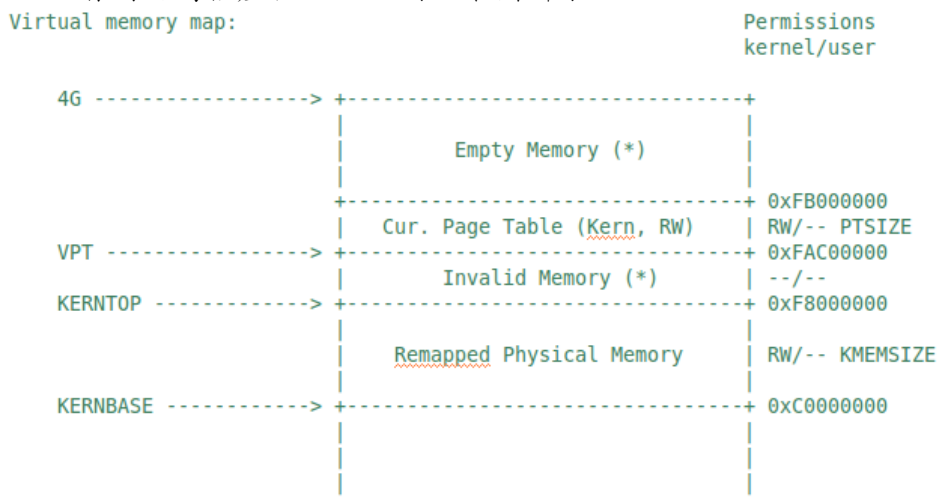 Virtual memory map: Permissions
kernel/user
4G ------------------> +---------------------------------+
| |
| Empty Memory (*) |
| |
+---------------------------------+ 0xFB000000
| Cur. Page Table (Kern, RW) | RW/-- PTSIZE
VPT -----------------> +---------------------------------+ 0xFAC00000
| Invalid Memory (*) | --/--
KERNTOP -------------> +---------------------------------+ 0xF8000000
| |
| Remapped Physical Memory | RW/-- KMEMSIZE
| |
KERNBASE ------------> +---------------------------------+ 0xC0000000
| |
| |
| |